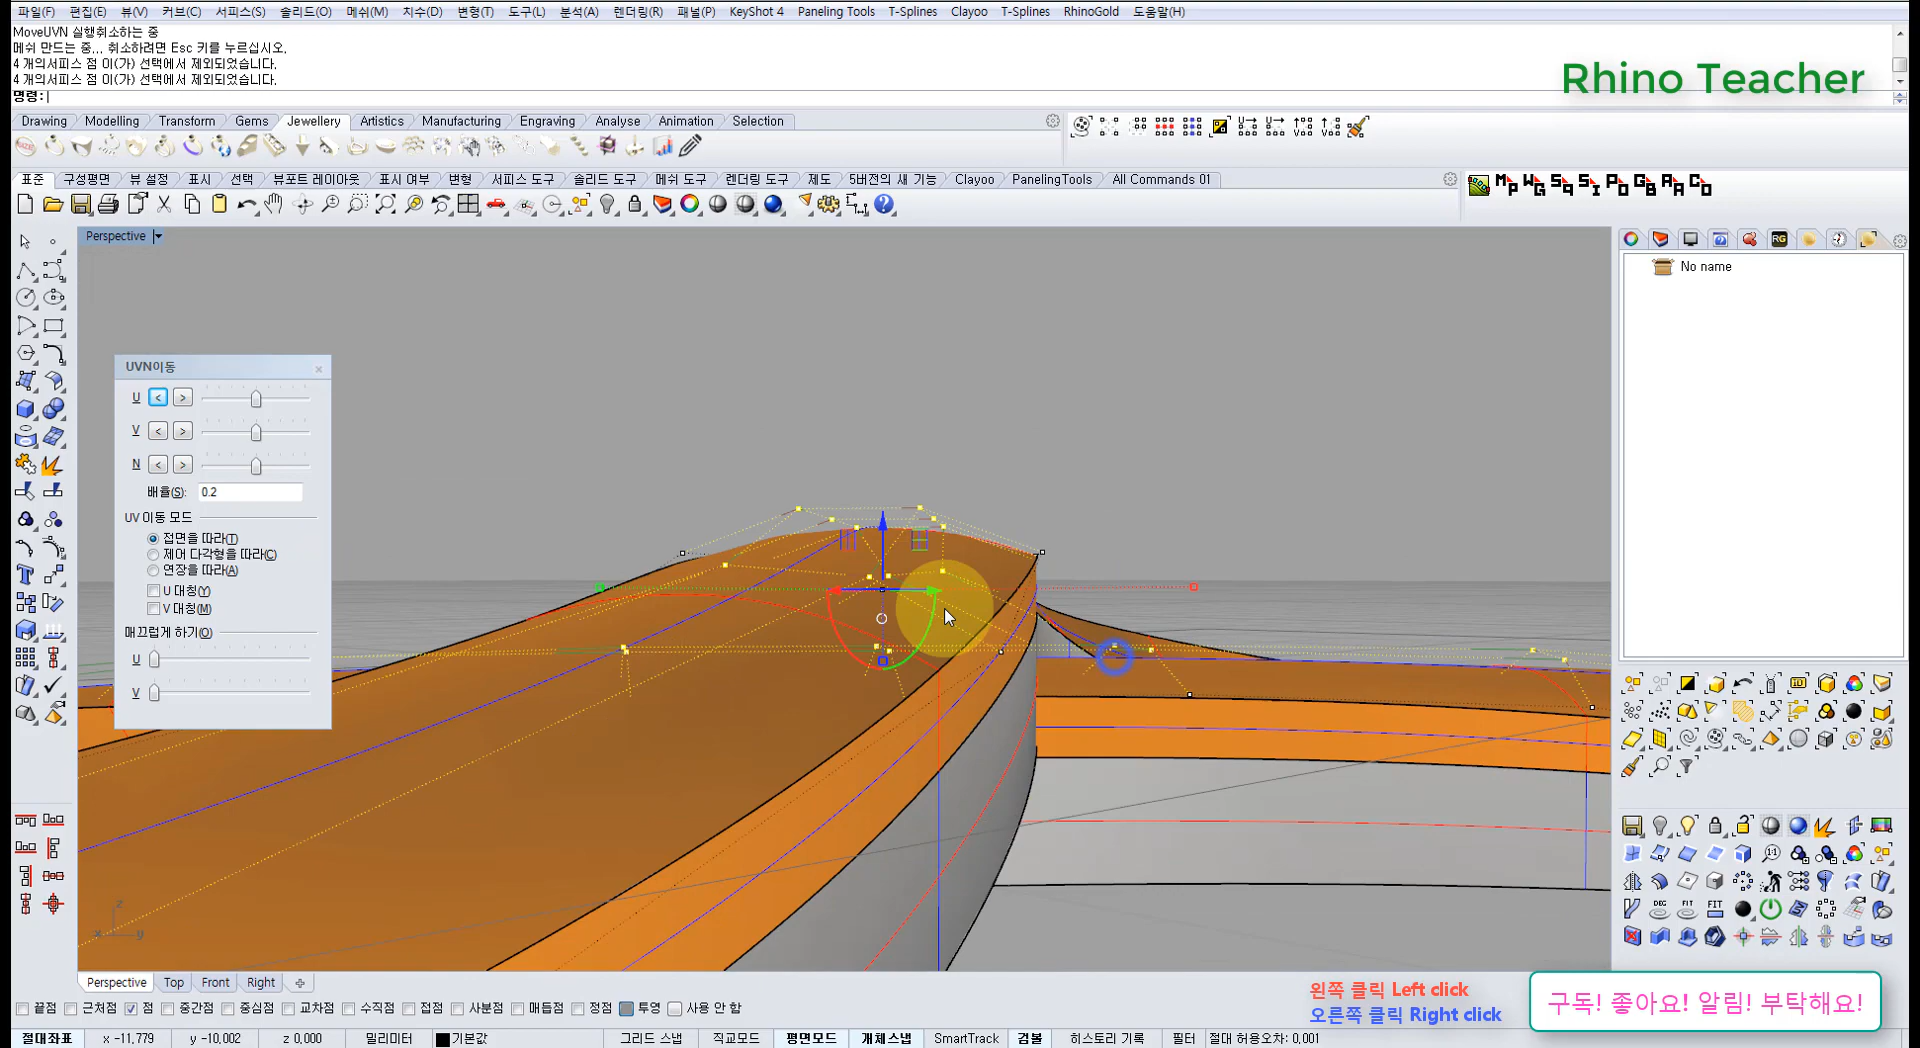 파일(F) 편집(E) 뷰(V) 커브(C) 서피스(S) 솔리드(O) 메쉬(M) 치수(D) 변형(T) 도구(L) 분석(A) 렌더링(R) 패널(P) KeyShot 4 Paneling Tools T-Splines Clayoo T-Splines RhinoGold 도움말(H)
MoveUVN 실행취소하는 중
메쉬 만드는 중... 취소하려면 Esc 키를 누르십시오.
4 개의서피스 점 이(가) 선택에서 제외되었습니다.
4 개의서피스 점 이(가) 선택에서 제외되었습니다.
명령:
Rhino Teacher
Drawing Modelling Transform Gems Jewellery Artistics Manufacturing Engraving Analyse Animation Selection
표준 구성평면 뷰 설정 표시 선택 뷰포트 레이아웃 표시 여부 변형 서피스 도구 솔리드 도구 메쉬 도구 렌더링 도구 제도 5버전의 새 기능 Clayoo PanelingTools All Commands 01
Perspective
No name
UVN이동
U < >
V < >
N < >
배율(S): 0.2
UV 이동 모드
접면을 따라(T)
제어 다각형을 따라(C)
연장을 따라(A)
U 대칭(Y)
V 대칭(M)
매끄럽게 하기(O)
U
V
z
x y
Perspective Top Front Right
왼쪽 클릭 Left click
오른쪽 클릭 Right click
구독! 좋아요! 알림! 부탁해요!
끝점 근처점 점 중간점 중심점 교차점 수직점 접점 사분점 매듭점 정점 투영 사용 안 함
절대좌표 x -11,779 y -10,002 z 0,000 밀리미터 기본값 그리드 스냅 직교모드 평면모드 개체스냅 SmartTrack 검볼 히스토리 기록 필터 절대 허용오차: 0,001